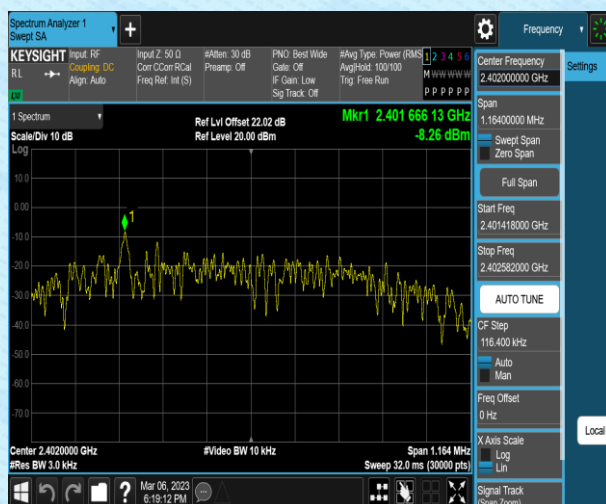 Spectrum Analyzer 1
Swept SA
Frequency
KEYSIGHT
RL
Input: RF
Coupling: DC
Align: Auto
Input Z: 50 Ω
Corr CCorr RCal
Freq Ref: Int (S)
#Atten: 30 dB
Preamp: Off
PNO: Best Wide
Gate: Off
IF Gain: Low
Sig Track: Off
#Avg Type: Power (RMS
Avg|Hold: 100/100
Trig: Free Run
1 2 3 4 5 6
M W W W W W
P P P P P P
1 Spectrum
Scale/Div 10 dB
Ref Lvl Offset 22.02 dB
Ref Level 20.00 dBm
Mkr1 2.401 666 13 GHz
-8.26 dBm
Log
10.0
0.00
-10.0
-20.0
-30.0
-40.0
-50.0
-60.0
-70.0
1
Center 2.4020000 GHz
#Res BW 3.0 kHz
#Video BW 10 kHz
Span 1.164 MHz
Sweep 32.0 ms (30000 pts)
Mar 06, 2023
6:19:12 PM
Center Frequency
2.402000000 GHz
Span
1.16400000 MHz
Swept Span
Zero Span
Full Span
Start Freq
2.401418000 GHz
Stop Freq
2.402582000 GHz
AUTO TUNE
CF Step
116.400 kHz
Auto
Man
Freq Offset
0 Hz
X Axis Scale
Log
Lin
Signal Track
(Span Zoom)
Settings
Local